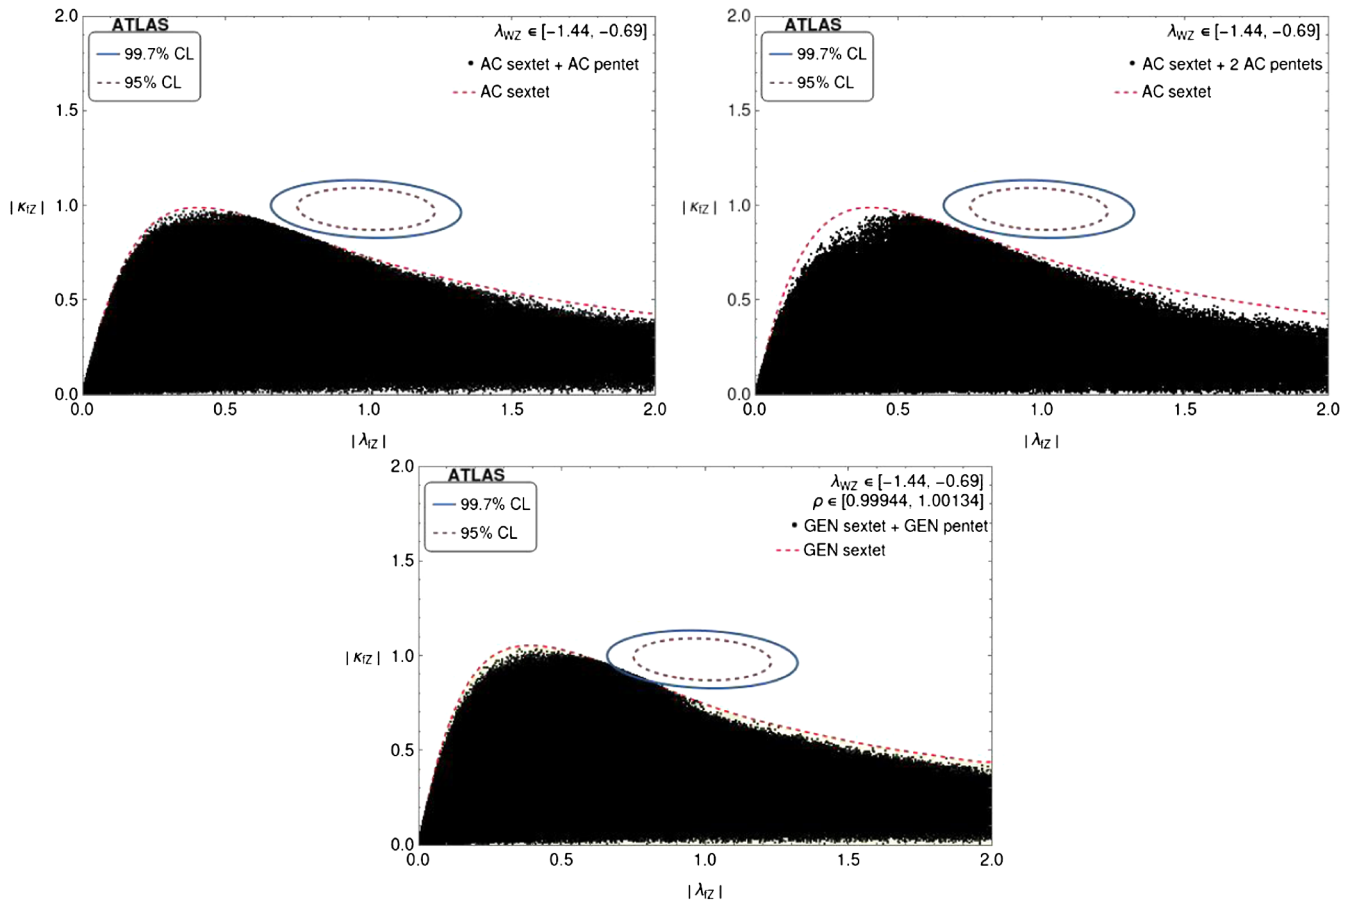 ATLAS
99.7% CL
95% CL
λWZ ∈ [−1.44, −0.69]
• AC sextet + AC pentet
AC sextet
2.0
1.5
1.0
0.5
0.0
| κfZ |
0.0 0.5 1.0 1.5 2.0
| λfZ |
ATLAS
99.7% CL
95% CL
λWZ ∈ [−1.44, −0.69]
• AC sextet + 2 AC pentets
AC sextet
2.0
1.5
1.0
0.5
0.0
| κfZ |
0.0 0.5 1.0 1.5 2.0
| λfZ |
ATLAS
99.7% CL
95% CL
λWZ ∈ [−1.44, −0.69]
ρ ∈ [0.99944, 1.00134]
• GEN sextet + GEN pentet
GEN sextet
2.0
1.5
1.0
0.5
0.0
| κfZ |
0.0 0.5 1.0 1.5 2.0
| λfZ |